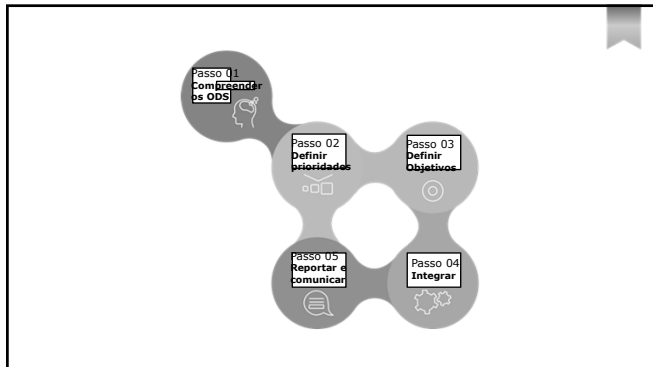 Passo 01
Compreender
os ODS
Passo 02
Definir
prioridades
Passo 03
Definir
Objetivos
Passo 05
Reportar e
comunicar
Passo 04
Integrar